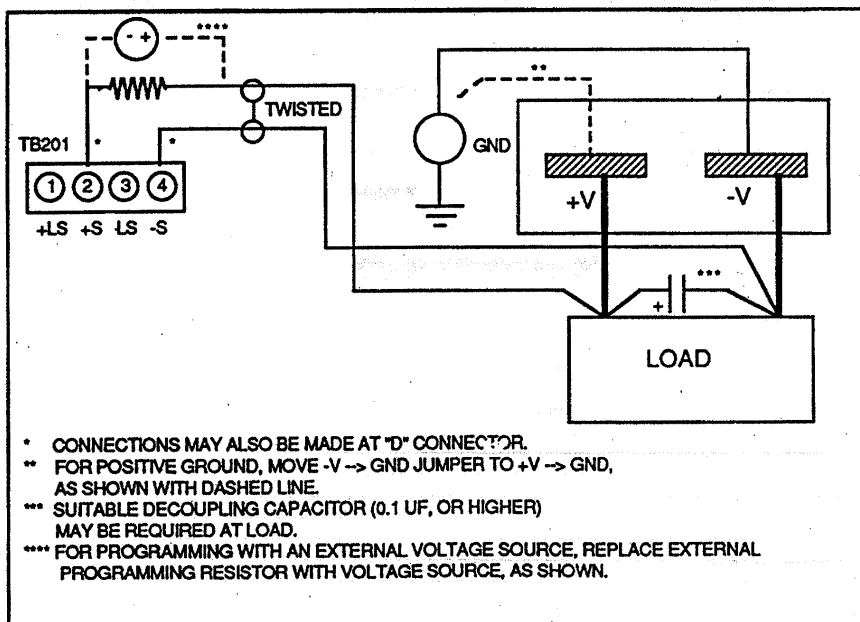 - + ****
**
TWISTED
TB201 * * GND
1 2 3 4
+V -V
+LS +S -LS -S
***
+
LOAD
* CONNECTIONS MAY ALSO BE MADE AT "D" CONNECTOR.
** FOR POSITIVE GROUND, MOVE -V --> GND JUMPER TO +V --> GND,
AS SHOWN WITH DASHED LINE.
*** SUITABLE DECOUPLING CAPACITOR (0.1 UF, OR HIGHER)
MAY BE REQUIRED AT LOAD.
**** FOR PROGRAMMING WITH AN EXTERNAL VOLTAGE SOURCE, REPLACE EXTERNAL
PROGRAMMING RESISTOR WITH VOLTAGE SOURCE, AS SHOWN.